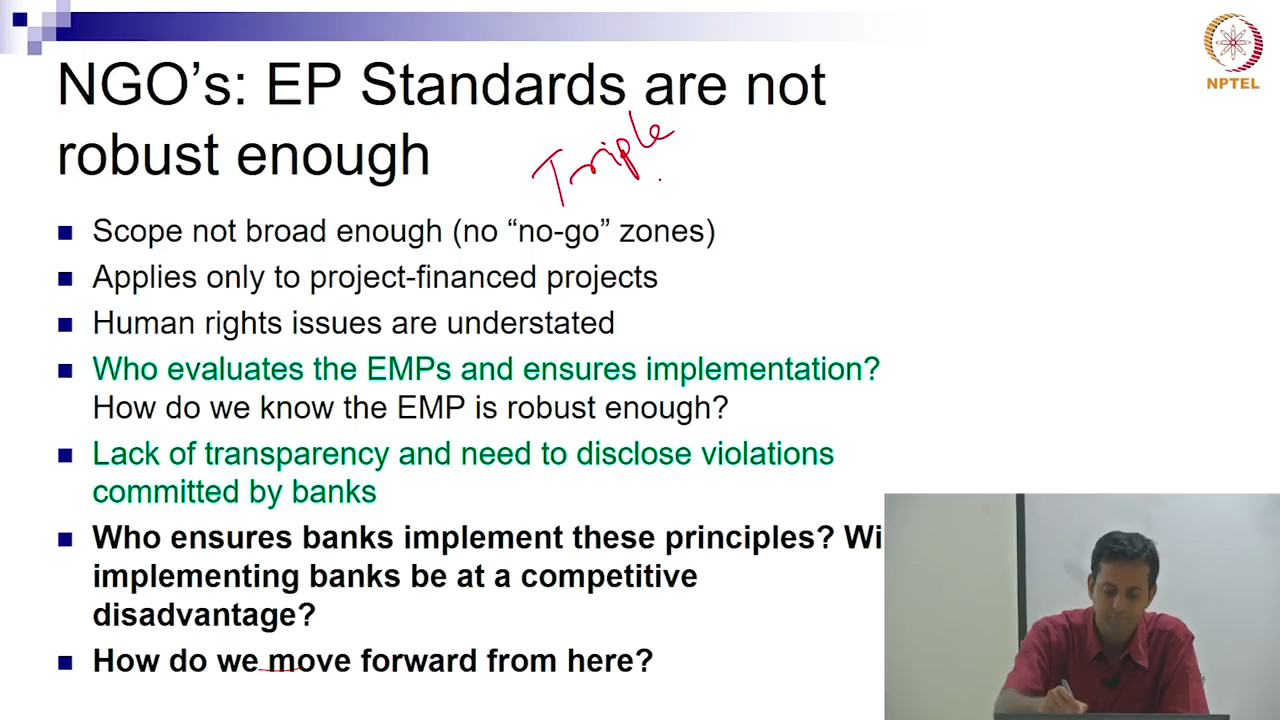 NPTEL
NGO's: EP Standards are not
robust enough
Triple
Scope not broad enough (no “no-go” zones)
Applies only to project-financed projects
Human rights issues are understated
Who evaluates the EMPs and ensures implementation?
How do we know the EMP is robust enough?
Lack of transparency and need to disclose violations
committed by banks
Who ensures banks implement these principles? Wi
implementing banks be at a competitive
disadvantage?
How do we move forward from here?